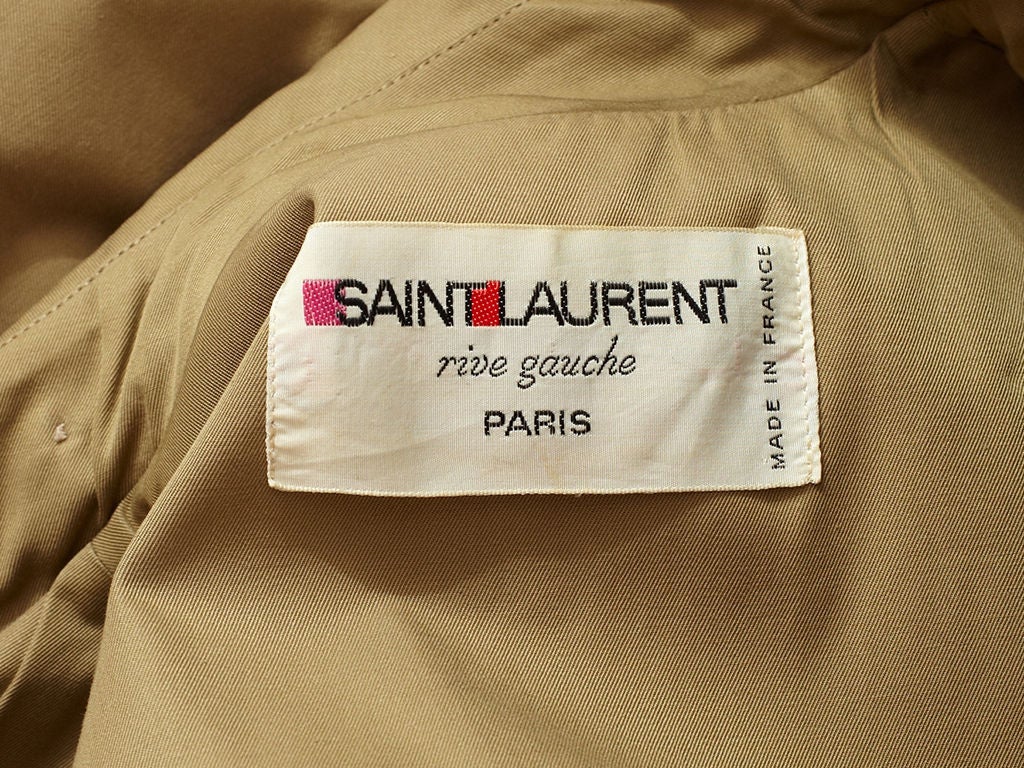 SAINT LAURENT
rive gauche
PARIS
MADE IN FRANCE